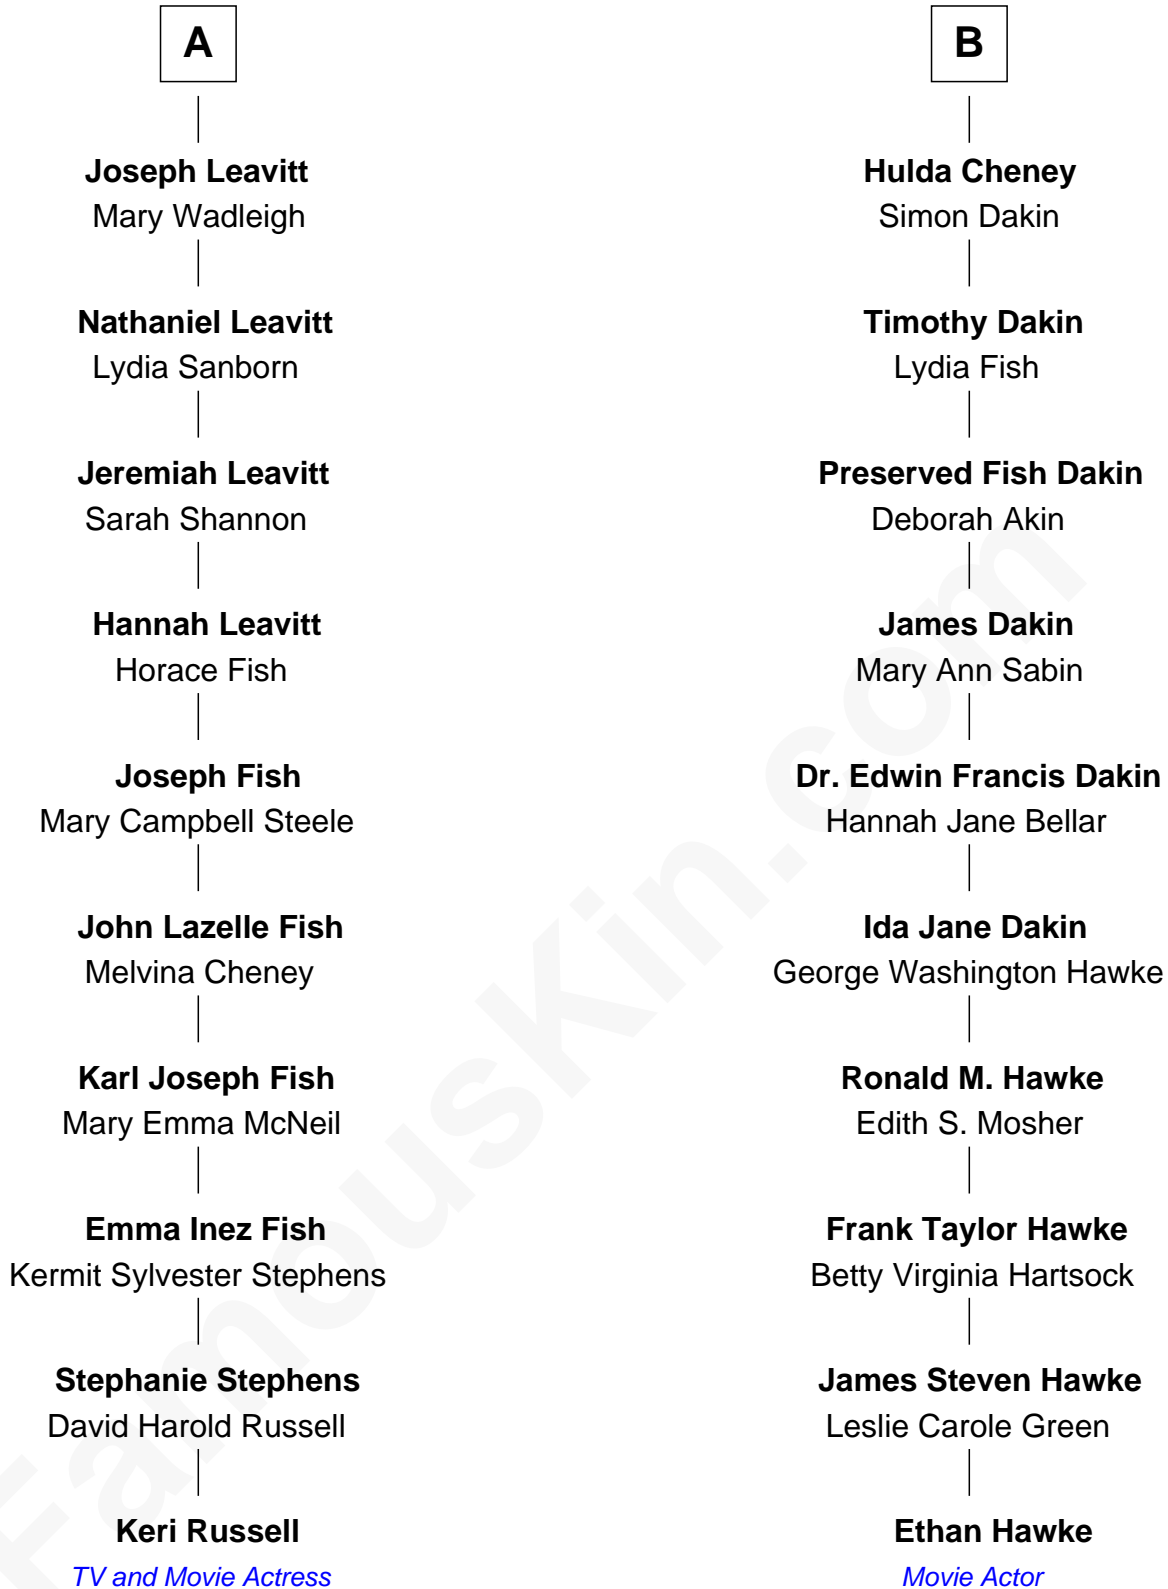 A
Joseph Leavitt
Mary Wadleigh
Nathaniel Leavitt
Lydia Sanborn
Jeremiah Leavitt
Sarah Shannon
Hannah Leavitt
Horace Fish
Joseph Fish
Mary Campbell Steele
John Lazelle Fish
Melvina Cheney
Karl Joseph Fish
Mary Emma McNeil
Emma Inez Fish
Kermit Sylvester Stephens
Stephanie Stephens
David Harold Russell
Keri Russell
TV and Movie Actress
B
Hulda Cheney
Simon Dakin
Timothy Dakin
Lydia Fish
Preserved Fish Dakin
Deborah Akin
James Dakin
Mary Ann Sabin
Dr. Edwin Francis Dakin
Hannah Jane Bellar
Ida Jane Dakin
George Washington Hawke
Ronald M. Hawke
Edith S. Mosher
Frank Taylor Hawke
Betty Virginia Hartsock
James Steven Hawke
Leslie Carole Green
Ethan Hawke
Movie Actor
FamousKin.com